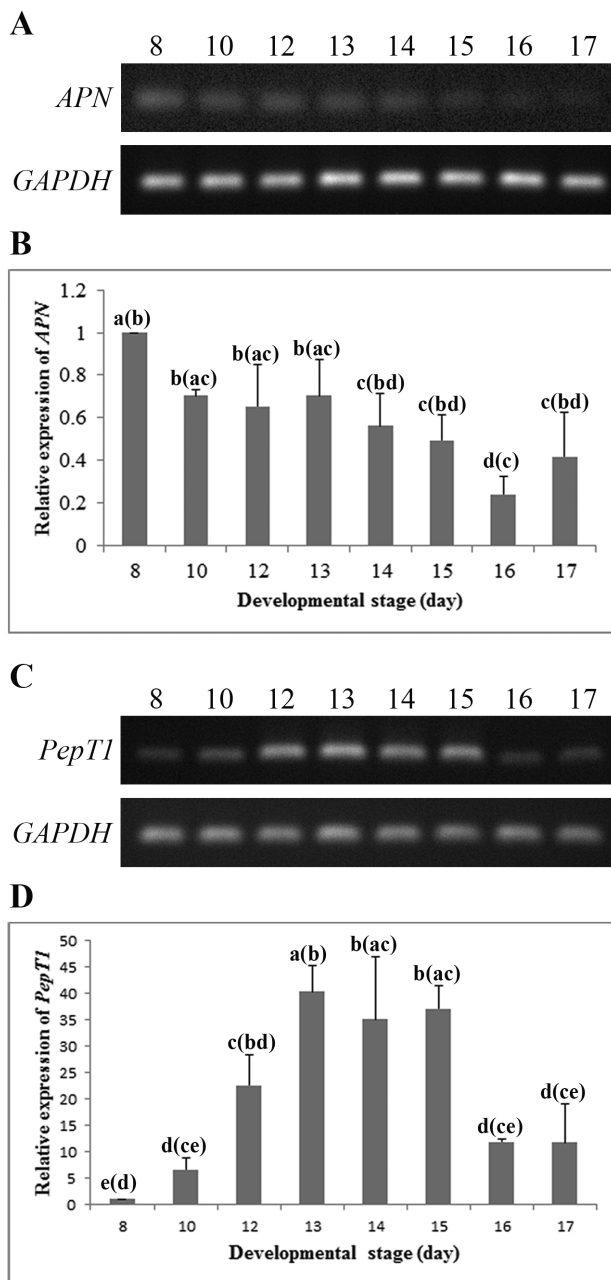 A
8 10 12 13 14 15 16 17
APN
GAPDH
B
Relative expression of APN
1.2
1
0.8
0.6
0.4
0.2
0
a(b)
b(ac)
b(ac)
b(ac)
c(bd)
c(bd)
d(c)
c(bd)
8 10 12 13 14 15 16 17
Developmental stage (day)
C
8 10 12 13 14 15 16 17
PepT1
GAPDH
D
Relative expression of PepT1
50
45
40
35
30
25
20
15
10
5
0
e(d)
d(ce)
c(bd)
a(b)
b(ac)
b(ac)
d(ce)
d(ce)
8 10 12 13 14 15 16 17
Developmental stage (day)